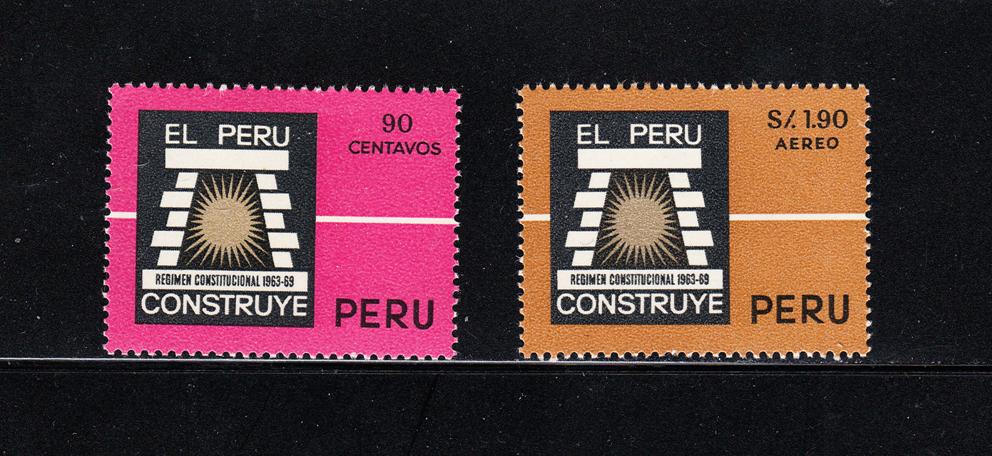 EL PERU
90
CENTAVOS
REGIMEN CONSTITUCIONAL 1963-69
CONSTRUYE
PERU
EL PERU
S/. 1.90
AEREO
REGIMEN CONSTITUCIONAL 1963-69
CONSTRUYE
PERU